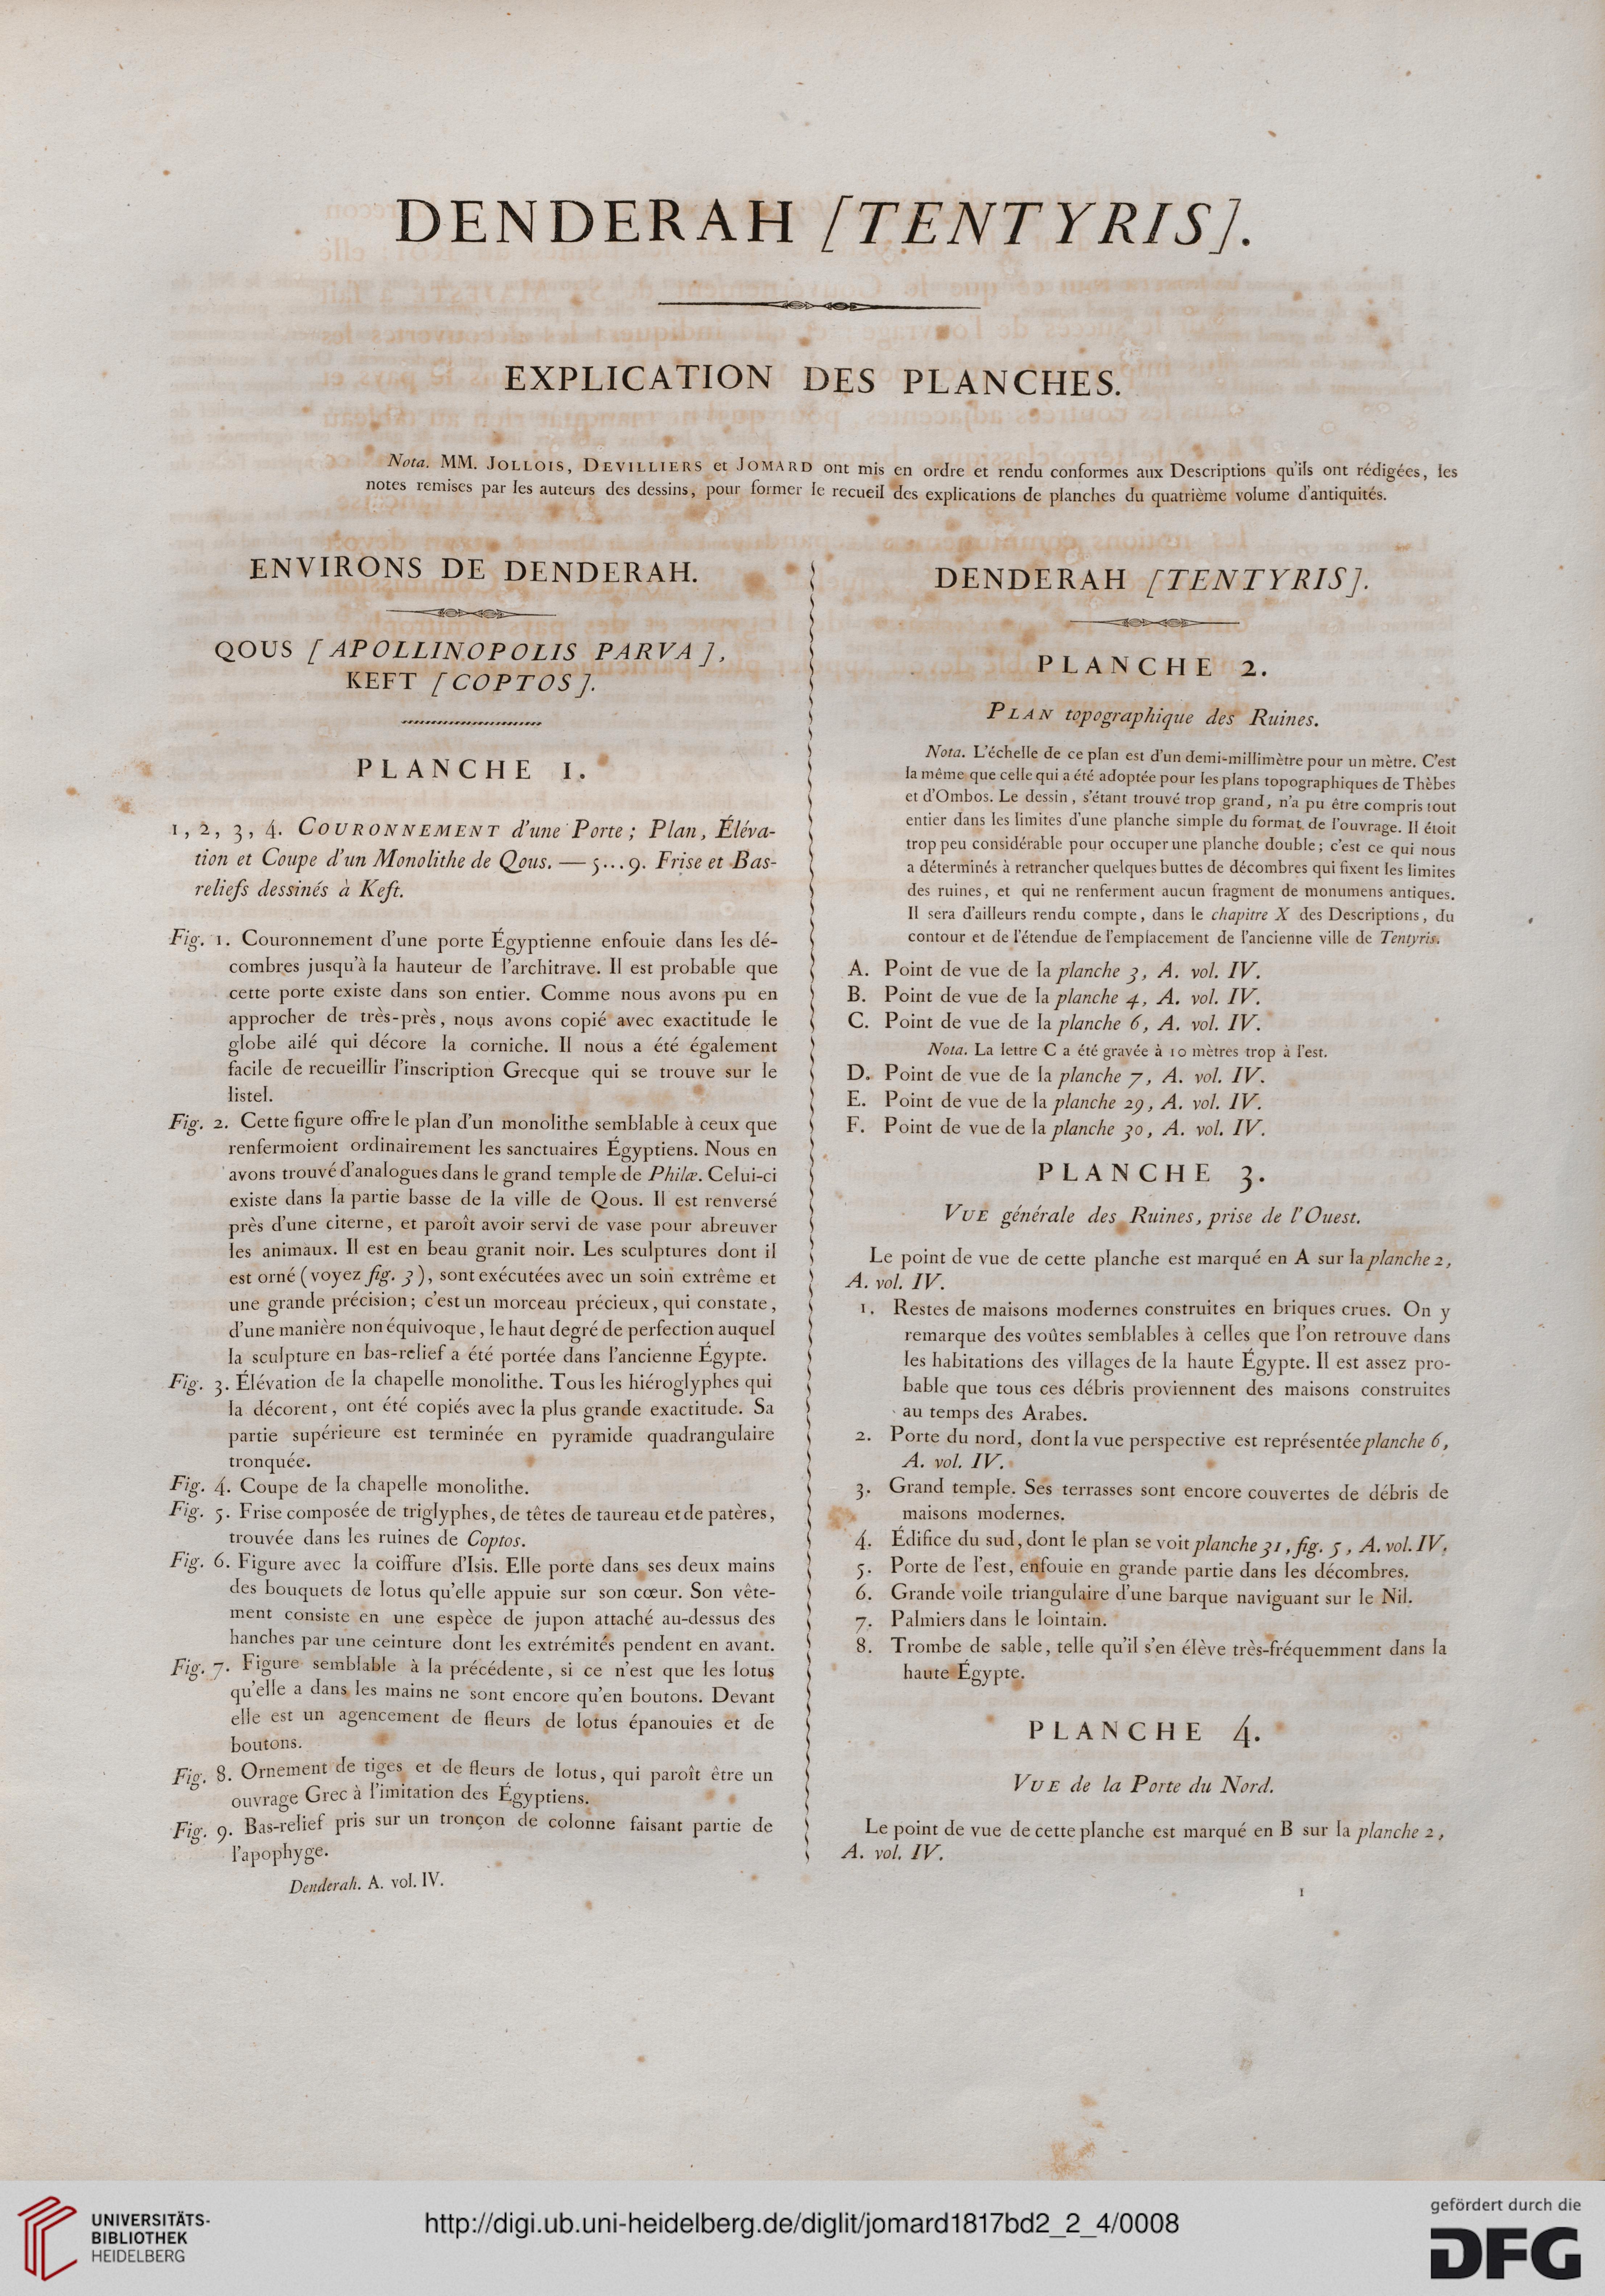 DENDERAH [TENTYRIS].
EXPLICATION DES PLANCHES.
Nota. MM. JOLLOIS, DEVILLIERS et JOMARD ont mis en ordre et rendu conformes aux Descriptions qu'ils ont rédigées, les
notes remises par les auteurs des dessins, pour former le recueil des explications de planches du quatrième volume d'antiquités.
ENVIRONS DE DENDERAH.
QOUS [APOLLINOPOLIS PARVA],
KEFT [COPTOS].
PLANCHE 1.
1, 2, 3, 4. COURONNEMENT d'une Porte; Plan, Éléva-
tion et Coupe d'un Monolithe de Qous. — 5...9. Frise et Bas-
reliefs dessinés à Keft.
Fig. 1. Couronnement d'une porte Égyptienne enfouie dans les dé-
combres jusqu'à la hauteur de l'architrave. Il est probable que
cette porte existe dans son entier. Comme nous avons pu en
approcher de très-près, nous avons copié avec exactitude le
globe ailé qui décore la corniche. Il nous a été également
facile de recueillir l'inscription Grecque qui se trouve sur le
listel.
Fig. 2. Cette figure offre le plan d'un monolithe semblable à ceux que
renfermoient ordinairement les sanctuaires Égyptiens. Nous en
avons trouvé d'analogues dans le grand temple de Philæ. Celui-ci
existe dans la partie basse de la ville de Qous. Il est renversé
près d'une citerne, et paroît avoir servi de vase pour abreuver
les animaux. Il est en beau granit noir. Les sculptures dont il
est orné (voyez fig. 3), sont exécutées avec un soin extrême et
une grande précision; c'est un morceau précieux, qui constate,
d'une manière non équivoque, le haut degré de perfection auquel
la sculpture en bas-relief a été portée dans l'ancienne Égypte.
Fig. 3. Élévation de la chapelle monolithe. Tous les hiéroglyphes qui
la décorent, ont été copiés avec la plus grande exactitude. Sa
partie supérieure est terminée en pyramide quadrangulaire
tronquée.
Fig. 4. Coupe de la chapelle monolithe.
Fig. 5. Frise composée de triglyphes, de têtes de taureau et de patères,
trouvée dans les ruines de Coptos.
Fig. 6. Figure avec la coiffure d'Isis. Elle porte dans ses deux mains
des bouquets de lotus qu'elle appuie sur son cœur. Son vête-
ment consiste en une espèce de jupon attaché au-dessus des
hanches par une ceinture dont les extrémités pendent en avant.
Fig. 7. Figure semblable à la précédente, si ce n'est que les lotus
qu'elle a dans les mains ne sont encore qu'en boutons. Devant
elle est un agencement de fleurs de lotus épanouies et de
boutons.
Fig. 8. Ornement de tiges et de fleurs de lotus, qui paroît être un
ouvrage Grec à l'imitation des Égyptiens.
Fig. 9. Bas-relief pris sur un tronçon de colonne faisant partie de
l'apophyge.
Denderah. A. vol. IV.
DENDERAH [TENTYRIS].
PLANCHE 2.
PLAN topographique des Ruines.
Nota. L'échelle de ce plan est d'un demi-millimètre pour un mètre. C'est
la même que celle qui a été adoptée pour les plans topographiques de Thèbes
et d'Ombos. Le dessin, s'étant trouvé trop grand, n'a pu être compris tout
entier dans les limites d'une planche simple du format de l'ouvrage. Il étoit
trop peu considérable pour occuper une planche double; c'est ce qui nous
a déterminés à retrancher quelques buttes de décombres qui fixent les limites
des ruines, et qui ne renferment aucun fragment de monumens antiques.
Il sera d'ailleurs rendu compte, dans le chapitre X des Descriptions, du
contour et de l'étendue de l'emplacement de l'ancienne ville de Tentyris.
A. Point de vue de la planche 3, A. vol. IV.
B. Point de vue de la planche 4, A. vol. IV.
C. Point de vue de la planche 6, A. vol. IV.
Nota. La lettre C a été gravée à 10 mètres trop à l'est.
D. Point de vue de la planche 7, A. vol. IV.
E. Point de vue de la planche 29, A. vol. IV.
F. Point de vue de la planche 30, A. vol. IV.
PLANCHE 3.
VUE générale des Ruines, prise de l'Ouest.
Le point de vue de cette planche est marqué en A sur la planche 2,
A. vol. IV.
1. Restes de maisons modernes construites en briques crues. On y
remarque des voûtes semblables à celles que l'on retrouve dans
les habitations des villages de la haute Égypte. Il est assez pro-
bable que tous ces débris proviennent des maisons construites
au temps des Arabes.
2. Porte du nord, dont la vue perspective est représentée planche 6,
A. vol. IV.
3. Grand temple. Ses terrasses sont encore couvertes de débris de
maisons modernes.
4. Édifice du sud, dont le plan se voit planche 31, fig. 5, A. vol. IV.
5. Porte de l'est, enfouie en grande partie dans les décombres.
6. Grande voile triangulaire d'une barque naviguant sur le Nil.
7. Palmiers dans le lointain.
8. Trombe de sable, telle qu'il s'en élève très-fréquemment dans la
haute Égypte.
PLANCHE 4.
VUE de la Porte du Nord.
Le point de vue de cette planche est marqué en B sur la planche 2,
A. vol. IV.
1
UNIVERSITÄTS-
BIBLIOTHEK
HEIDELBERG
http://digi.ub.uni-heidelberg.de/diglit/jomard1817bd2_2_4/0008
gefördert durch die
DFG